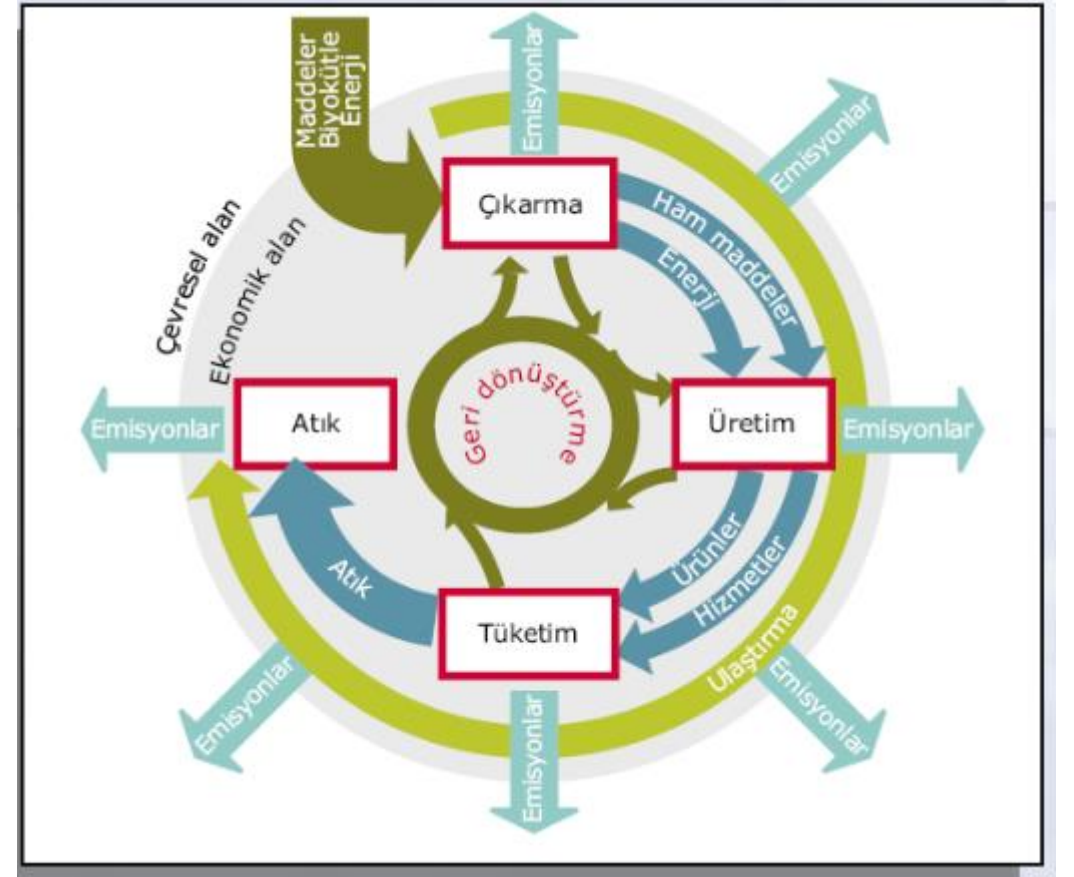 Maddeler
Biyokütle
Enerji
Emisyonlar
Emisyonlar
Çıkarma
Ham maddeler
Enerji
Çevresel alan
Ekonomik alan
Geri dönüştürme
Atık
Üretim
Emisyonlar
Emisyonlar
Ürünler
Hizmetler
Atık
Tüketim
Ulaştırma
Emisyonlar
Emisyonlar
Emisyonlar